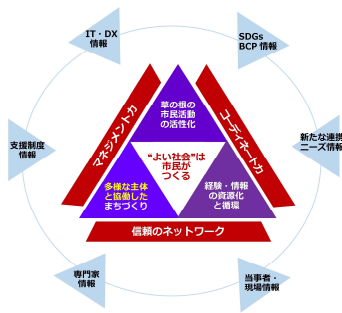 IT・DX
情報
SDGs
BCP 情報
マネジメント力
コーディネート力
草の根の
市民活動
の活性化
支援制度
情報
新たな連携
ニーズ情報
“よい社会”は
市民が
つくる
多様な主体
と協働した
まちづくり
経験・情報
の資源化
と循環
信頼のネットワーク
専門家
情報
当事者・
現場情報